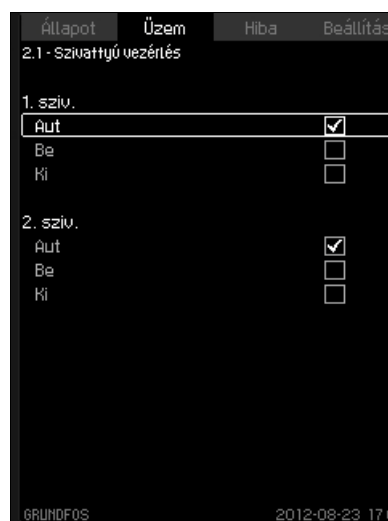 Állapot Üzem Hiba Beállítás
2.1 - Szivattyú vezérlés
1. sziv.
Aut
Be
Ki
2. sziv.
Aut
Be
Ki
GRUNDFOS 2012-08-23